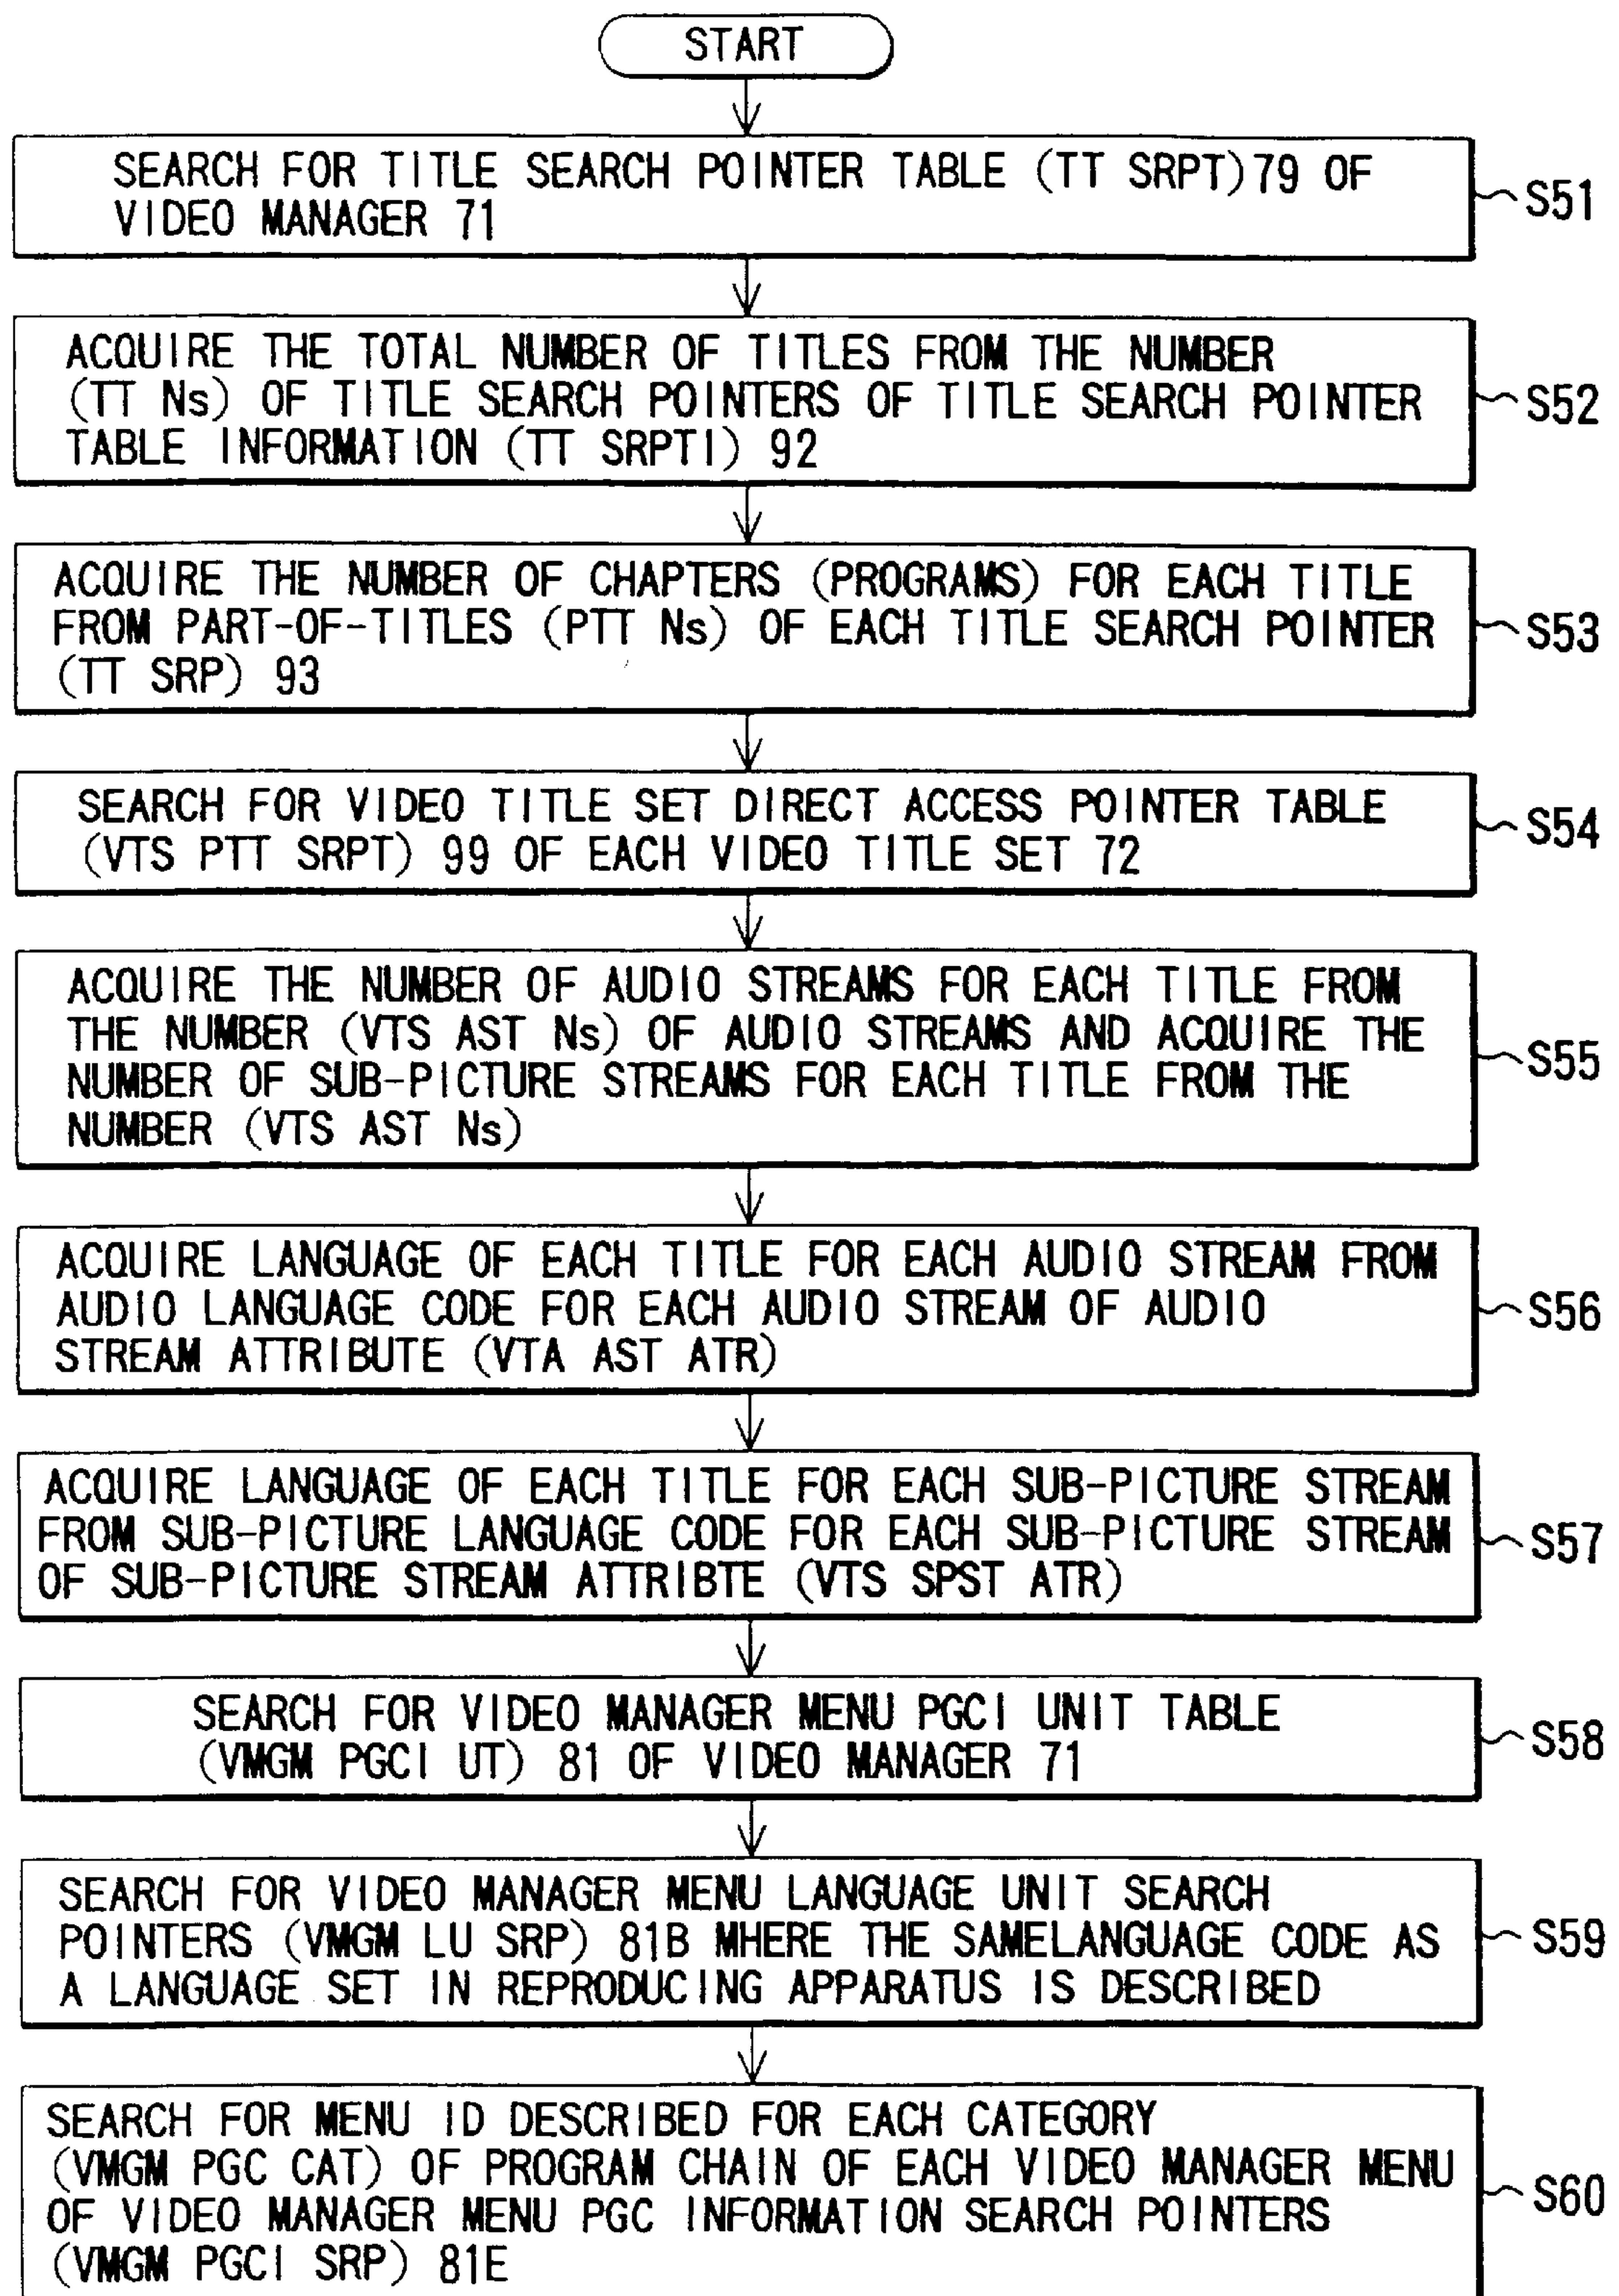 START
SEARCH FOR TITLE SEARCH POINTER TABLE (TT SRPT)79 OF
VIDEO MANAGER 71
S51
ACQUIRE THE TOTAL NUMBER OF TITLES FROM THE NUMBER
(TT Ns) OF TITLE SEARCH POINTERS OF TITLE SEARCH POINTER
TABLE INFORMATION (TT SRPTI) 92
S52
ACQUIRE THE NUMBER OF CHAPTERS (PROGRAMS) FOR EACH TITLE
FROM PART-OF-TITLES (PTT Ns) OF EACH TITLE SEARCH POINTER
(TT SRP) 93
S53
SEARCH FOR VIDEO TITLE SET DIRECT ACCESS POINTER TABLE
(VTS PTT SRPT) 99 OF EACH VIDEO TITLE SET 72
S54
ACQUIRE THE NUMBER OF AUDIO STREAMS FOR EACH TITLE FROM
THE NUMBER (VTS AST Ns) OF AUDIO STREAMS AND ACQUIRE THE
NUMBER OF SUB-PICTURE STREAMS FOR EACH TITLE FROM THE
NUMBER (VTS AST Ns)
S55
ACQUIRE LANGUAGE OF EACH TITLE FOR EACH AUDIO STREAM FROM
AUDIO LANGUAGE CODE FOR EACH AUDIO STREAM OF AUDIO
STREAM ATTRIBUTE (VTA AST ATR)
S56
ACQUIRE LANGUAGE OF EACH TITLE FOR EACH SUB-PICTURE STREAM
FROM SUB-PICTURE LANGUAGE CODE FOR EACH SUB-PICTURE STREAM
OF SUB-PICTURE STREAM ATTRIBTE (VTS SPST ATR)
S57
SEARCH FOR VIDEO MANAGER MENU PGCI UNIT TABLE
(VMGM PGCI UT) 81 OF VIDEO MANAGER 71
S58
SEARCH FOR VIDEO MANAGER MENU LANGUAGE UNIT SEARCH
POINTERS (VMGM LU SRP) 81B MHERE THE SAMELANGUAGE CODE AS
A LANGUAGE SET IN REPRODUCING APPARATUS IS DESCRIBED
S59
SEARCH FOR MENU ID DESCRIBED FOR EACH CATEGORY
(VMGM PGC CAT) OF PROGRAM CHAIN OF EACH VIDEO MANAGER MENU
OF VIDEO MANAGER MENU PGC INFORMATION SEARCH POINTERS
(VMGM PGCI SRP) 81E
S60